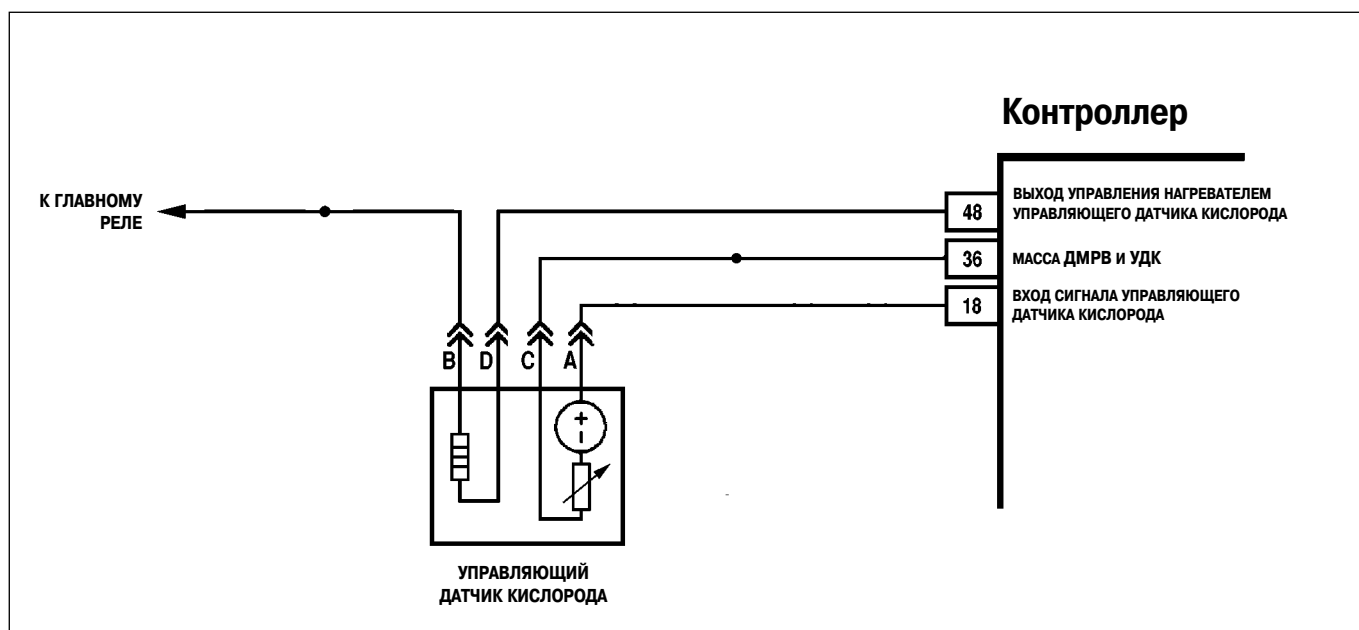 Контроллер
К ГЛАВНОМУ
РЕЛЕ
48
ВЫХОД УПРАВЛЕНИЯ НАГРЕВАТЕЛЕМ
УПРАВЛЯЮЩЕГО ДАТЧИКА КИСЛОРОДА
36
МАССА ДМРВ И УДК
18
ВХОД СИГНАЛА УПРАВЛЯЮЩЕГО
ДАТЧИКА КИСЛОРОДА
B D C A
+
–
УПРАВЛЯЮЩИЙ
ДАТЧИК КИСЛОРОДА